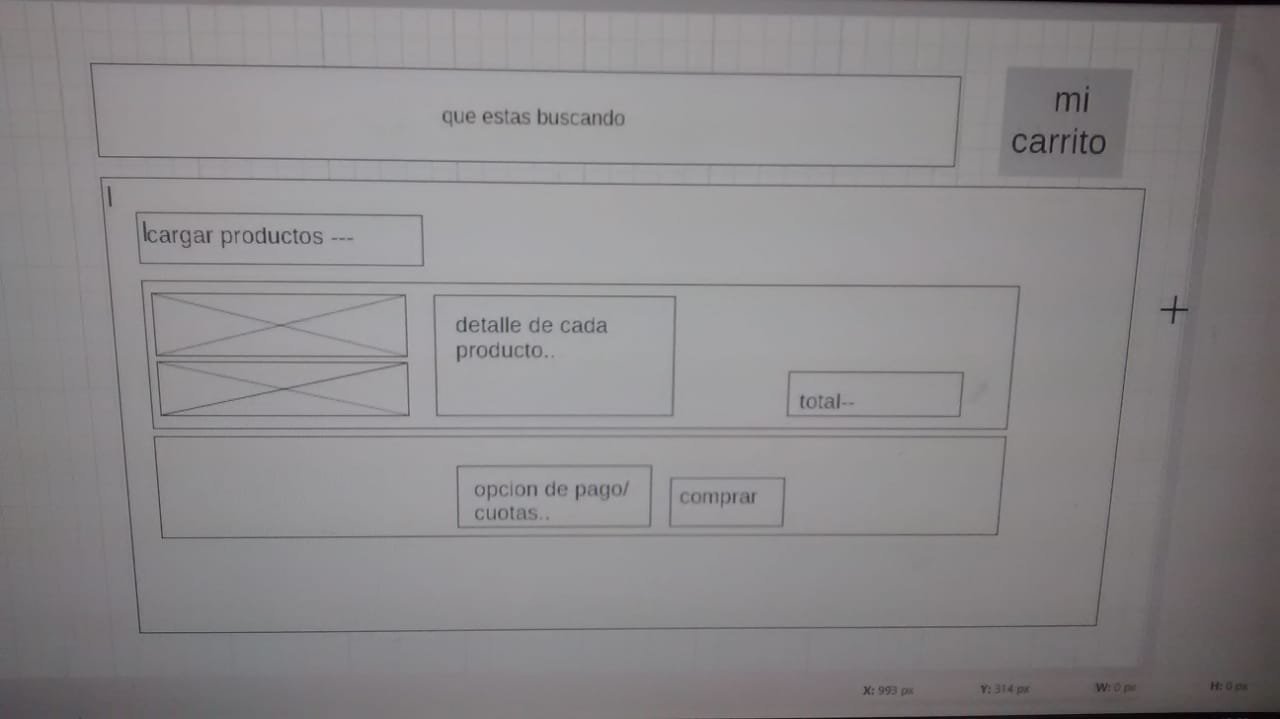 que estas buscando
mi
carrito
cargar productos ---
detalle de cada
producto..
total--
opcion de pago/
cuotas..
comprar
X: 993 px Y: 314 px W: 0 px H: 0 px